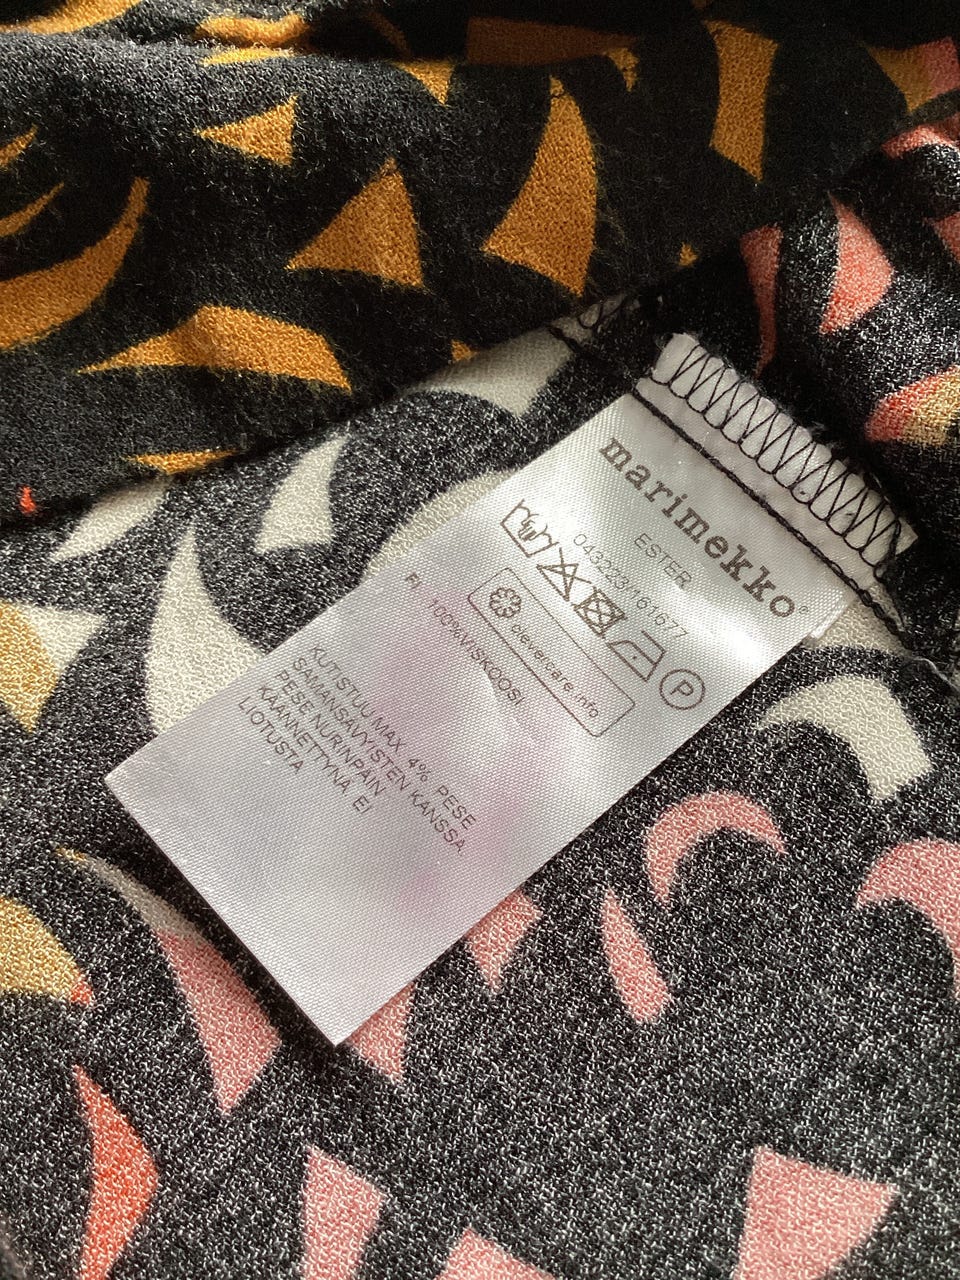 marimekko®
ESTER
043223/161677
P
clevercare.info
FI 100%VISKOOSI
KUTISTUU MAX 4% PESE
SAMANSÄVYISTEN KANSSA
PESE NURINPÄIN
KÄÄNNETTYNÄ EI
LIOTUSTA